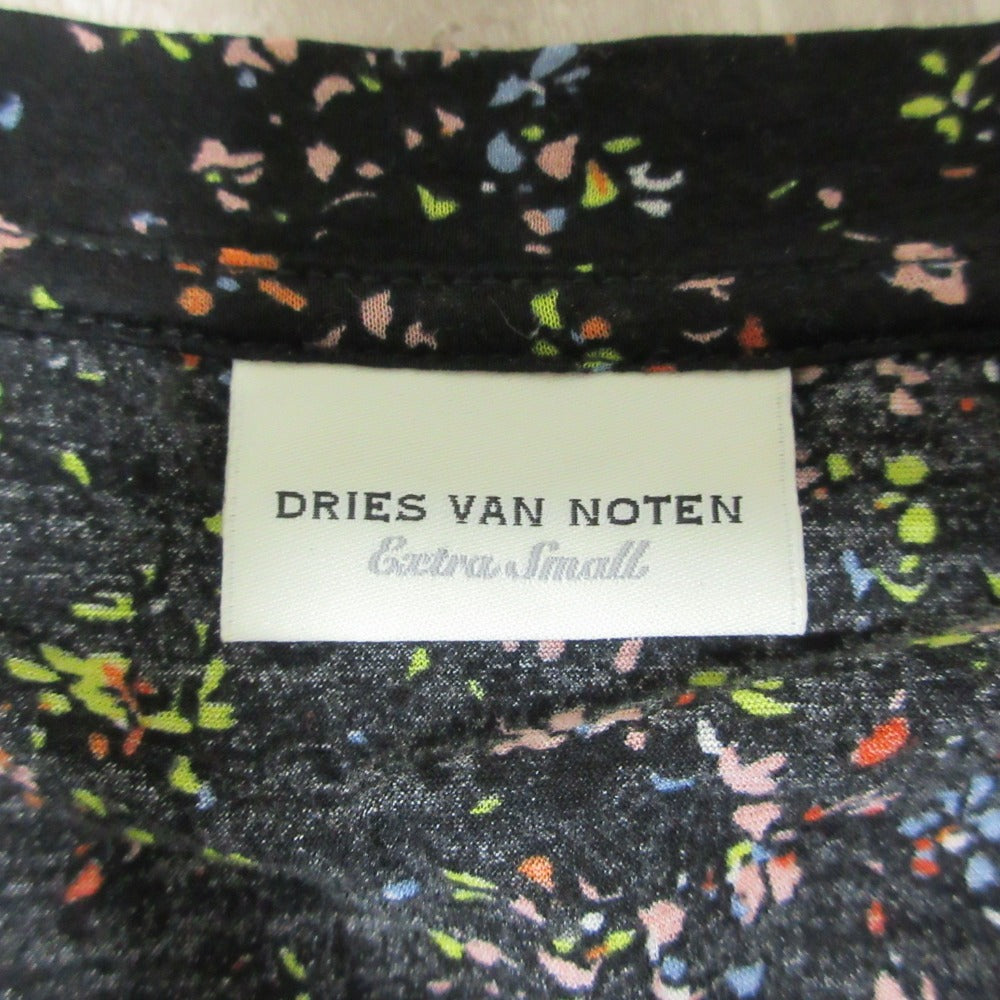 DRIES VAN NOTEN
Extra Small